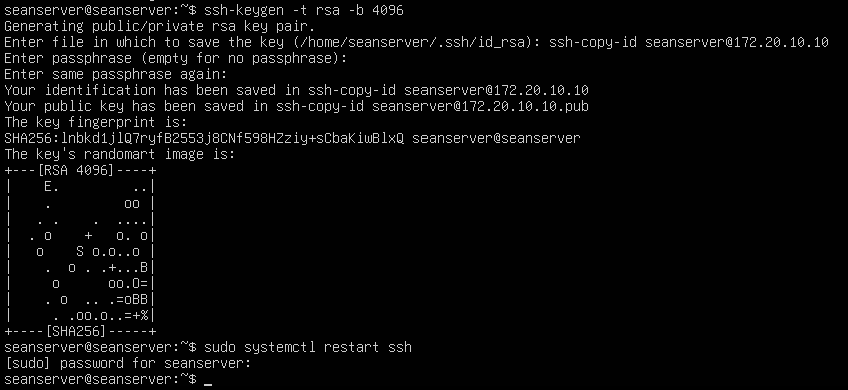 seanserver@seanserver:~$ ssh-keygen -t rsa -b 4096
Generating public/private rsa key pair.
Enter file in which to save the key (/home/seanserver/.ssh/id_rsa): ssh-copy-id seanserver@172.20.10.10
Enter passphrase (empty for no passphrase):
Enter same passphrase again:
Your identification has been saved in ssh-copy-id seanserver@172.20.10.10
Your public key has been saved in ssh-copy-id seanserver@172.20.10.10.pub
The key fingerprint is:
SHA256:lnbkd1jlQ7ryfB2553j8CNf598HZziy+sCbaKiwBlxQ seanserver@seanserver
The key's randomart image is:
+---[RSA 4096]----+
|    E.         ..|
|    .         oo |
|   . .    .  ....|
|  . o    +   o. o|
|   o    S o.o..o |
|    .  o . .+...B|
|     o      oo.O=|
|    . o  .. .=oBB|
|     . .oo.o..=+%|
+----[SHA256]-----+
seanserver@seanserver:~$ sudo systemctl restart ssh
[sudo] password for seanserver:
seanserver@seanserver:~$ _